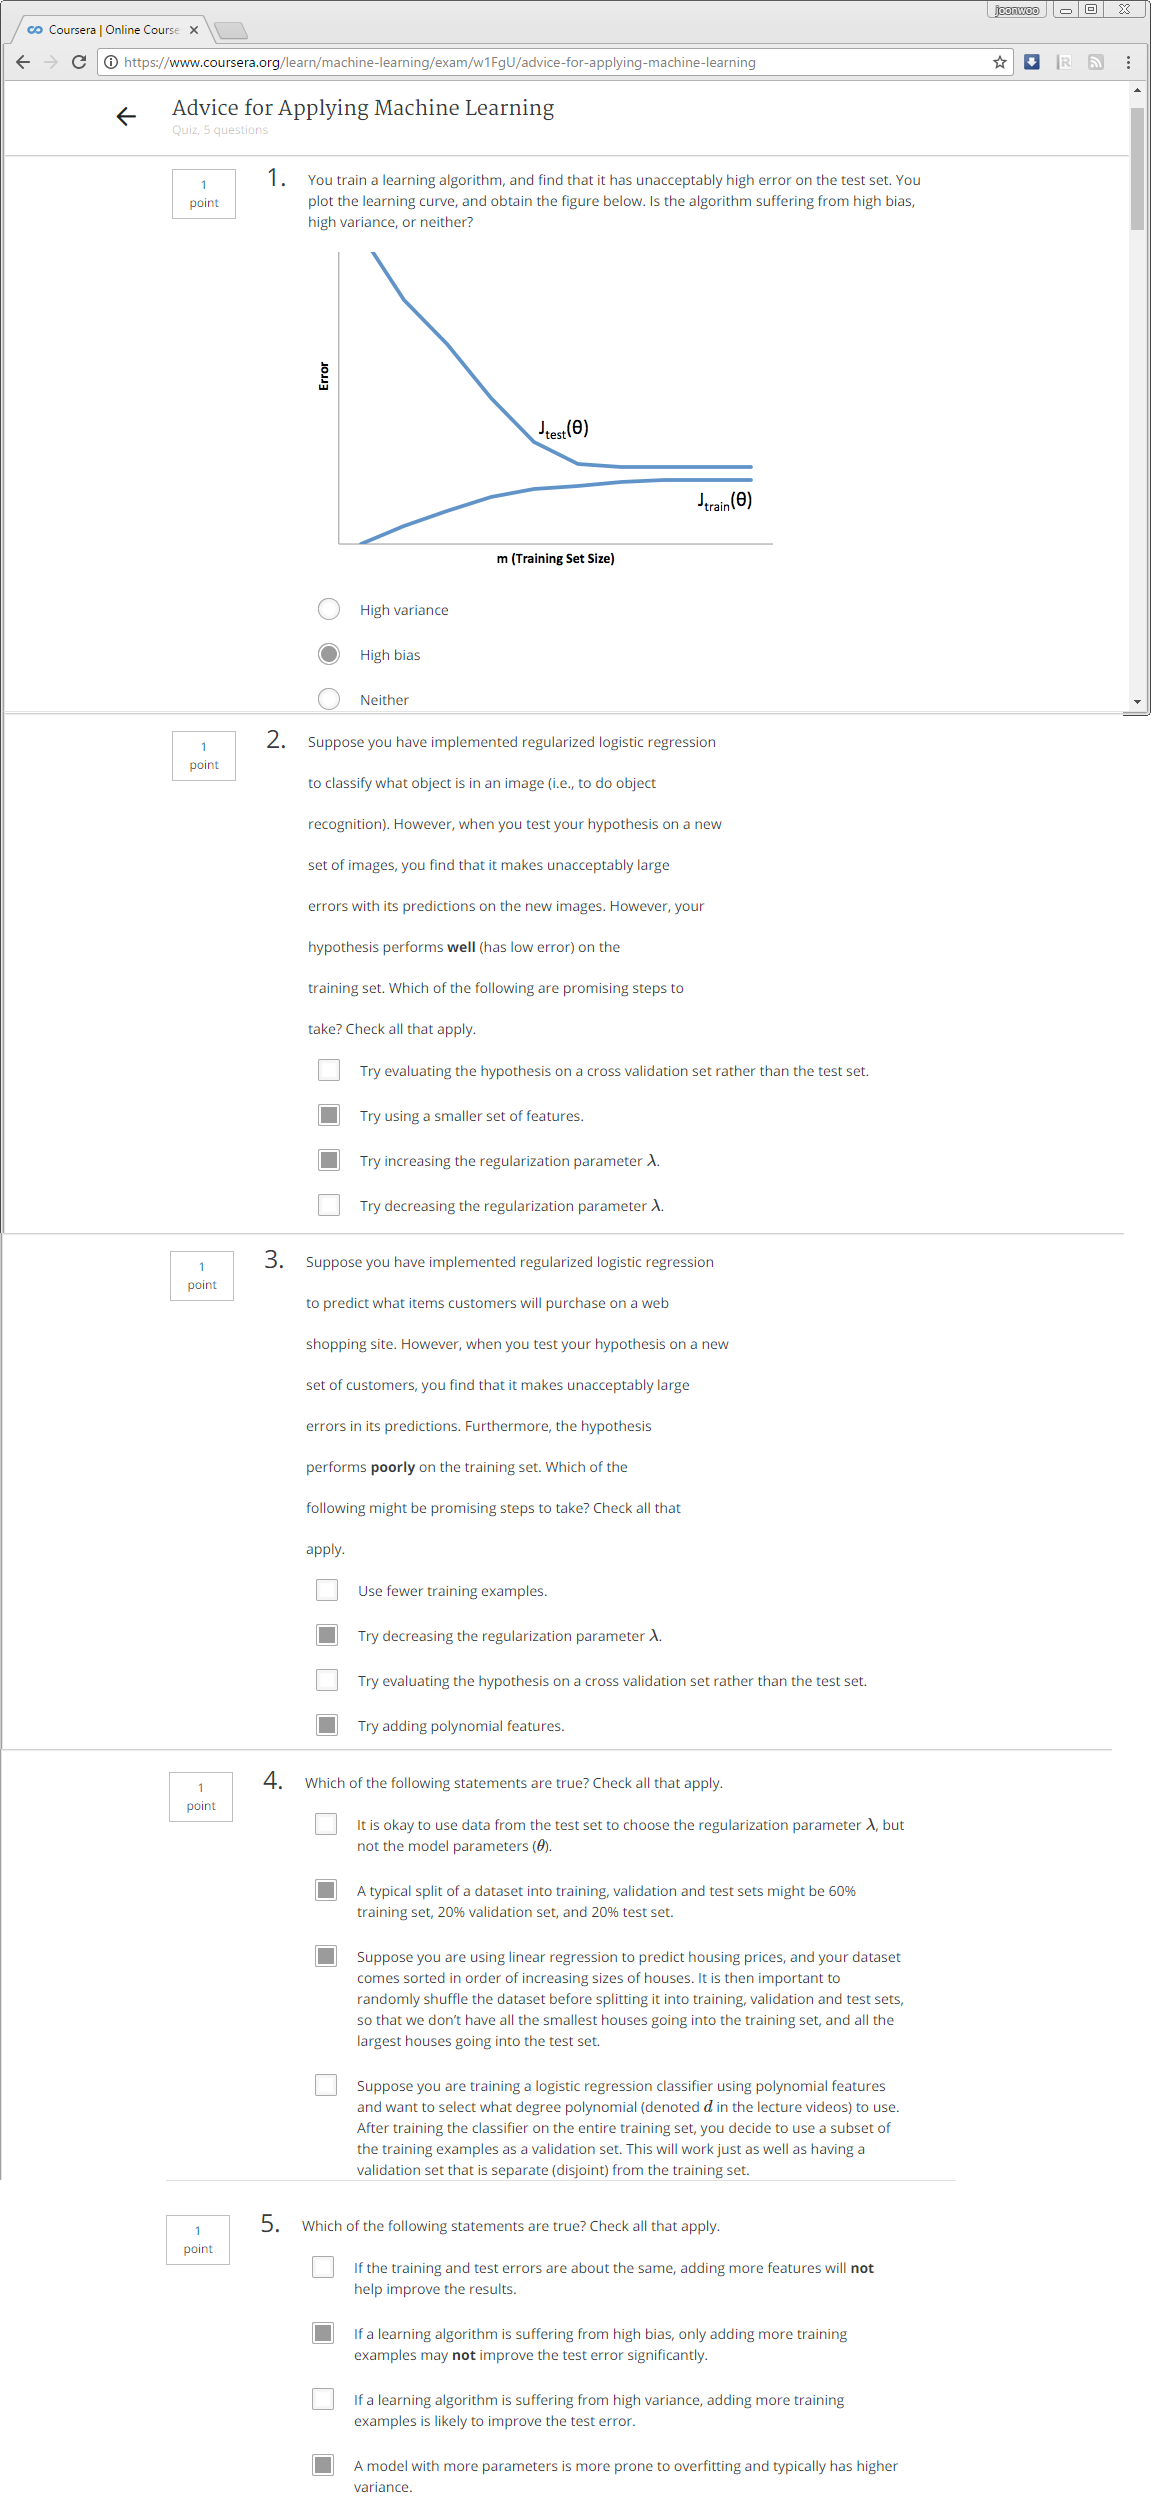 joonwoo
Coursera | Online Course
https://www.coursera.org/learn/machine-learning/exam/w1FgU/advice-for-applying-machine-learning
Advice for Applying Machine Learning
Quiz, 5 questions
1
point
1.
You train a learning algorithm, and find that it has unacceptably high error on the test set. You
plot the learning curve, and obtain the figure below. Is the algorithm suffering from high bias,
high variance, or neither?
Error
Jtest(θ)
Jtrain(θ)
m (Training Set Size)
High variance
High bias
Neither
1
point
2.
Suppose you have implemented regularized logistic regression
to classify what object is in an image (i.e., to do object
recognition). However, when you test your hypothesis on a new
set of images, you find that it makes unacceptably large
errors with its predictions on the new images. However, your
hypothesis performs well (has low error) on the
training set. Which of the following are promising steps to
take? Check all that apply.
Try evaluating the hypothesis on a cross validation set rather than the test set.
Try using a smaller set of features.
Try increasing the regularization parameter λ.
Try decreasing the regularization parameter λ.
1
point
3.
Suppose you have implemented regularized logistic regression
to predict what items customers will purchase on a web
shopping site. However, when you test your hypothesis on a new
set of customers, you find that it makes unacceptably large
errors in its predictions. Furthermore, the hypothesis
performs poorly on the training set. Which of the
following might be promising steps to take? Check all that
apply.
Use fewer training examples.
Try decreasing the regularization parameter λ.
Try evaluating the hypothesis on a cross validation set rather than the test set.
Try adding polynomial features.
1
point
4.
Which of the following statements are true? Check all that apply.
It is okay to use data from the test set to choose the regularization parameter λ, but
not the model parameters (θ).
A typical split of a dataset into training, validation and test sets might be 60%
training set, 20% validation set, and 20% test set.
Suppose you are using linear regression to predict housing prices, and your dataset
comes sorted in order of increasing sizes of houses. It is then important to
randomly shuffle the dataset before splitting it into training, validation and test sets,
so that we don't have all the smallest houses going into the training set, and all the
largest houses going into the test set.
Suppose you are training a logistic regression classifier using polynomial features
and want to select what degree polynomial (denoted d in the lecture videos) to use.
After training the classifier on the entire training set, you decide to use a subset of
the training examples as a validation set. This will work just as well as having a
validation set that is separate (disjoint) from the training set.
1
point
5.
Which of the following statements are true? Check all that apply.
If the training and test errors are about the same, adding more features will not
help improve the results.
If a learning algorithm is suffering from high bias, only adding more training
examples may not improve the test error significantly.
If a learning algorithm is suffering from high variance, adding more training
examples is likely to improve the test error.
A model with more parameters is more prone to overfitting and typically has higher
variance.